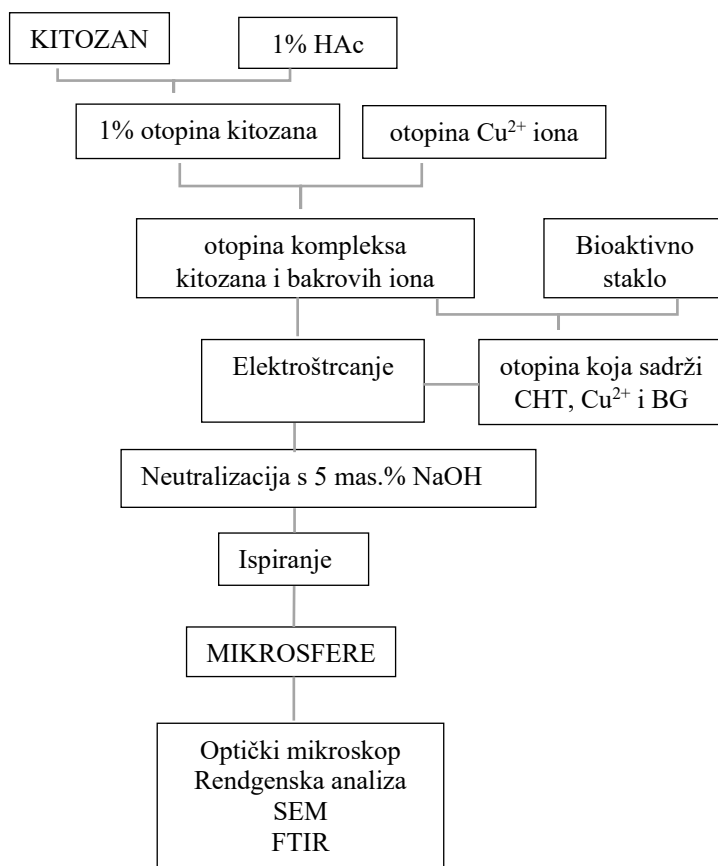 KITOZAN
1% HAc
1% otopina kitozana
otopina Cu²⁺ iona
otopina kompleksa
kitozana i bakrovih iona
Bioaktivno
staklo
Elektroštrcanje
otopina koja sadrži
CHT, Cu²⁺ i BG
Neutralizacija s 5 mas.% NaOH
Ispiranje
MIKROSFERE
Optički mikroskop
Rendgenska analiza
SEM
FTIR